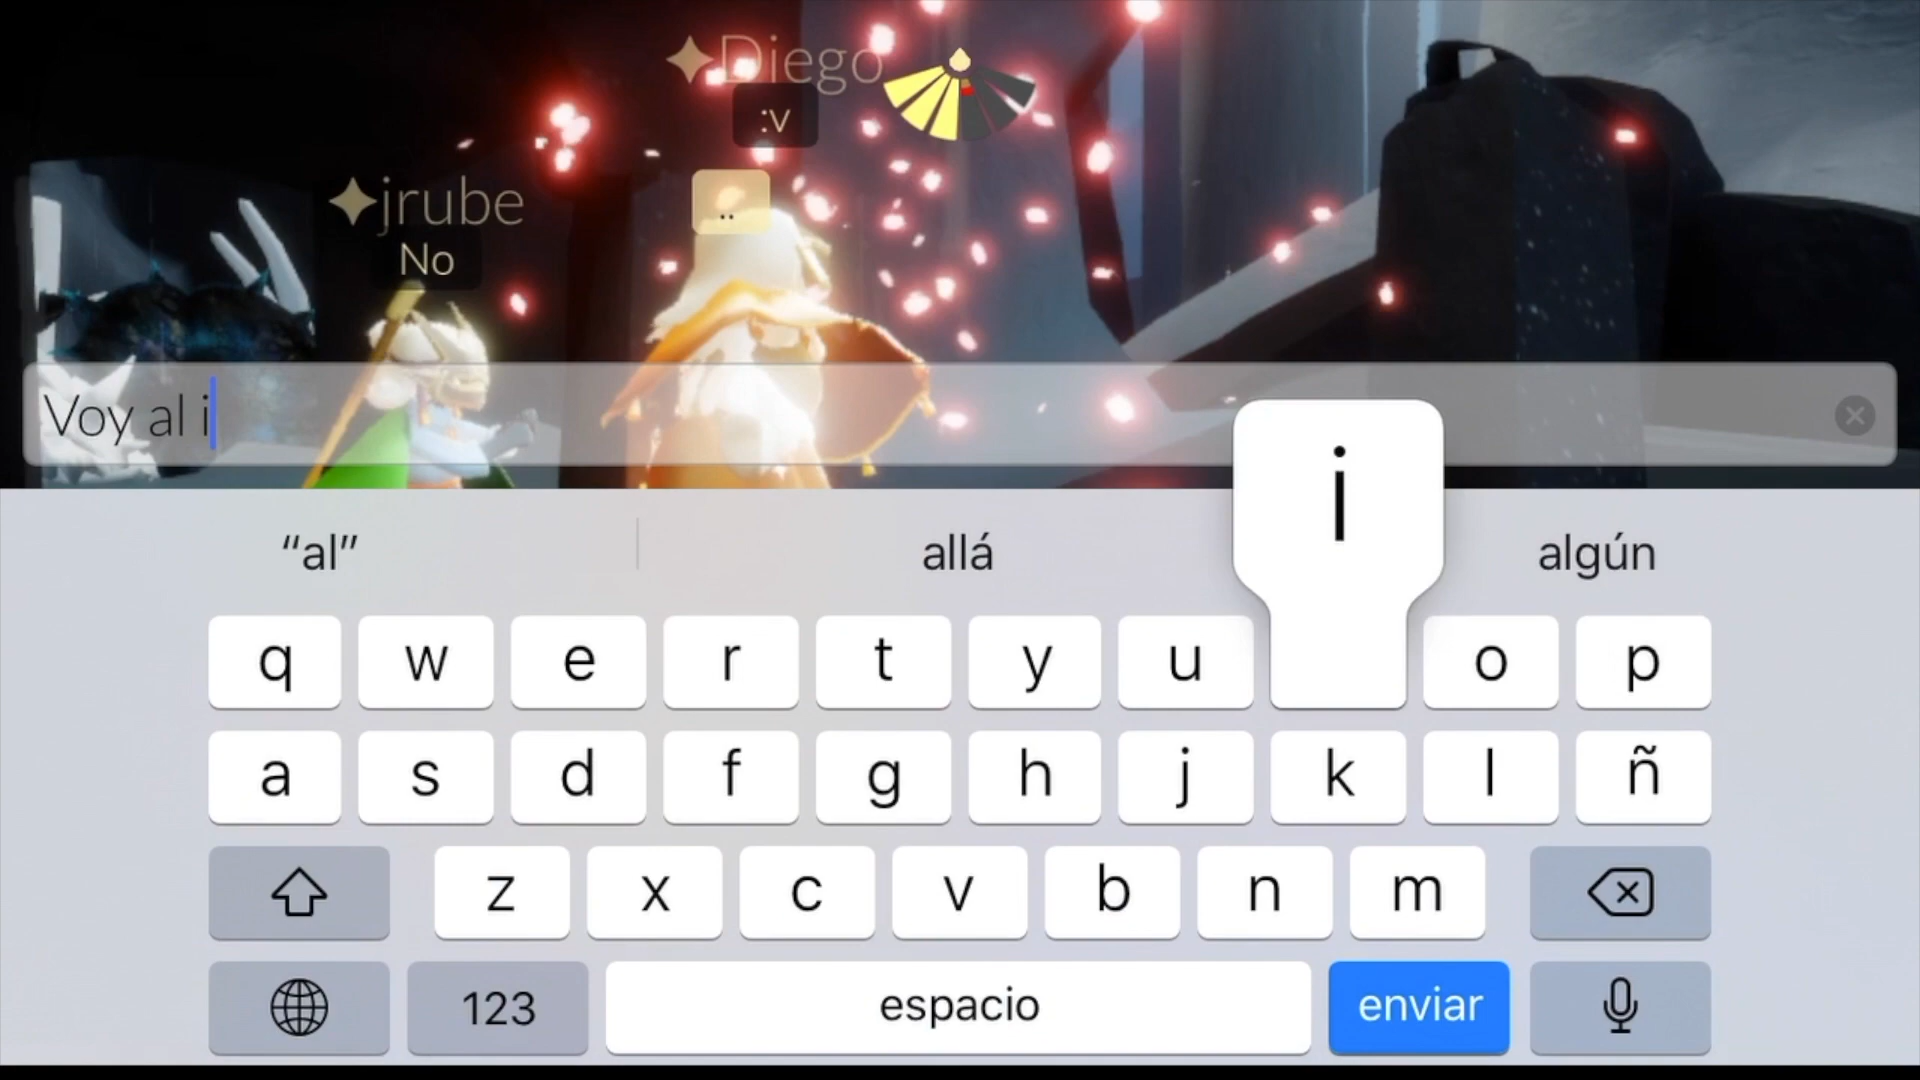 Diego
:v
jrube
..
No
Voy al i
“al”
allá
algún
i
q w e r t y u o p
a s d f g h j k l ñ
z x c v b n m
123 espacio enviar